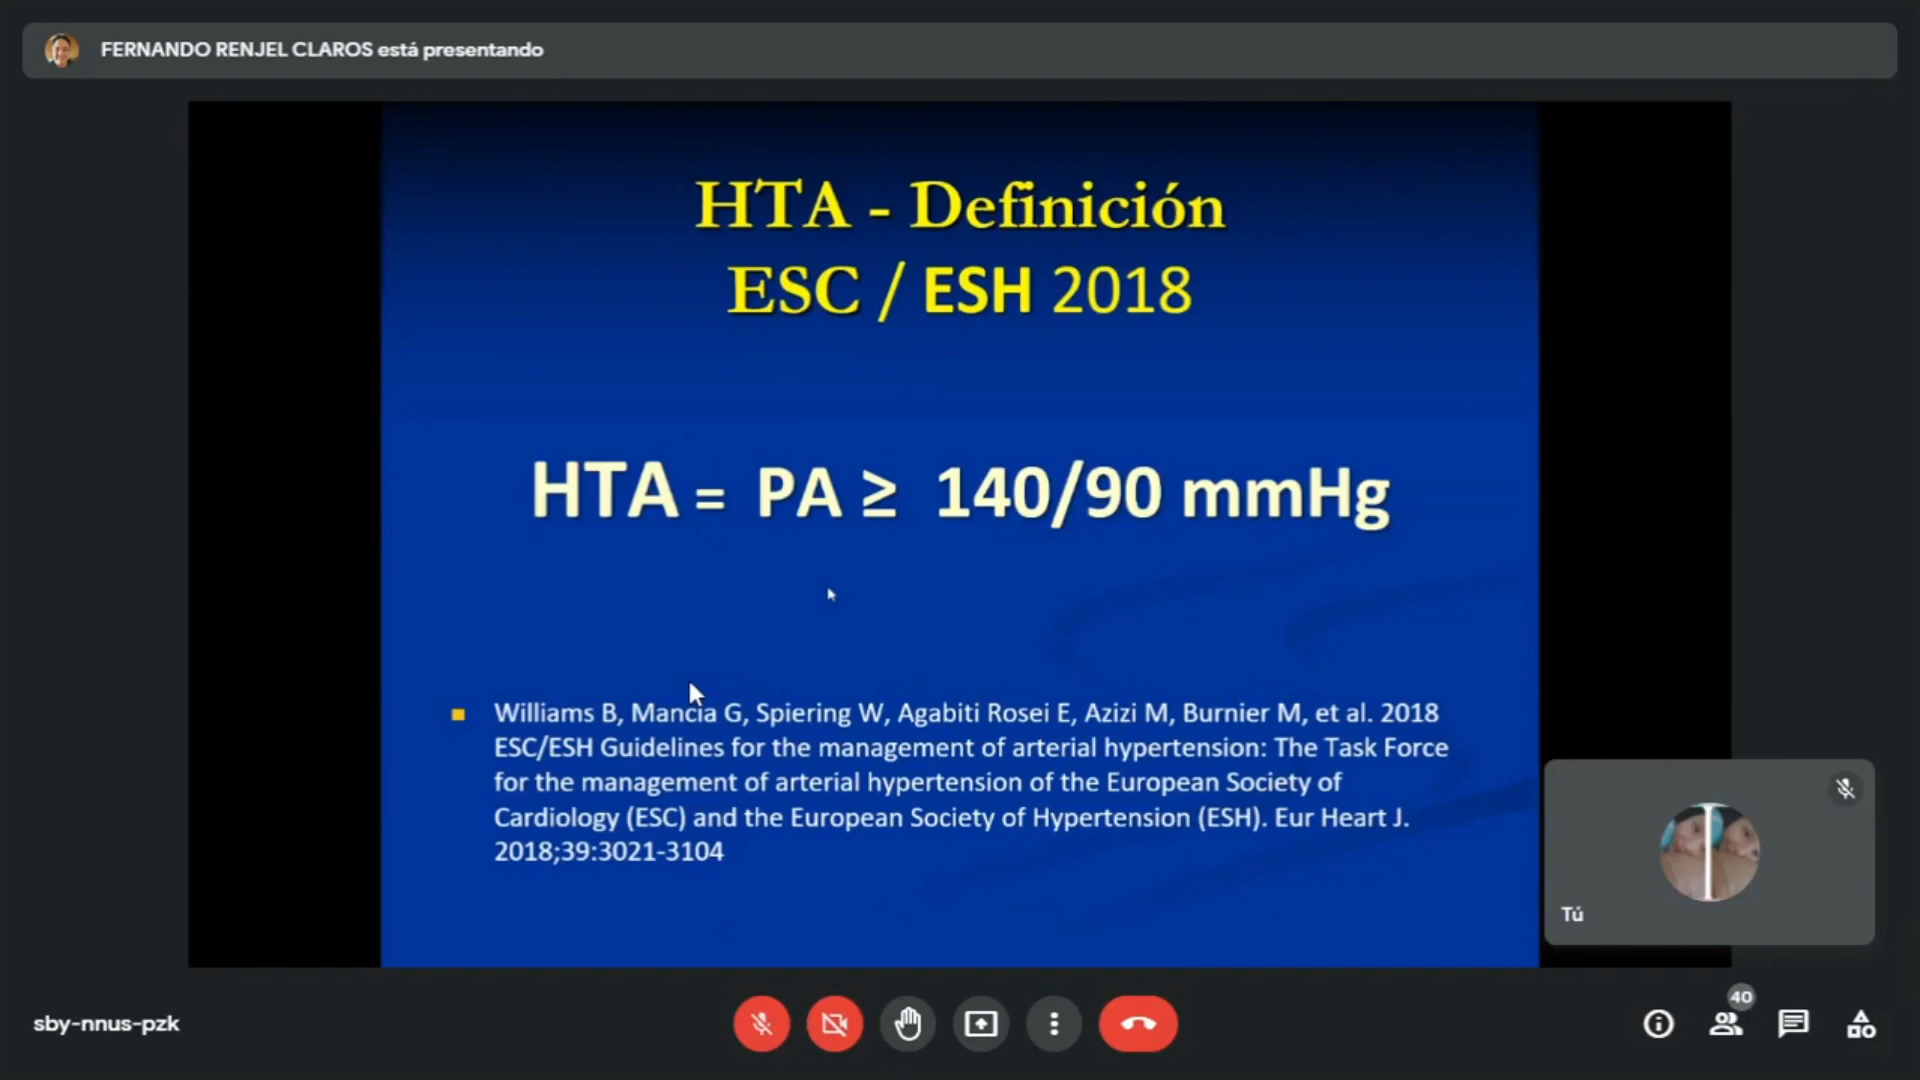 FERNANDO RENJEL CLAROS está presentando
HTA - Definición
ESC / ESH 2018
HTA = PA ≥ 140/90 mmHg
Williams B, Mancia G, Spiering W, Agabiti Rosei E, Azizi M, Burnier M, et al. 2018
ESC/ESH Guidelines for the management of arterial hypertension: The Task Force
for the management of arterial hypertension of the European Society of
Cardiology (ESC) and the European Society of Hypertension (ESH). Eur Heart J.
2018;39:3021-3104
Tú
sby-nnus-pzk
40